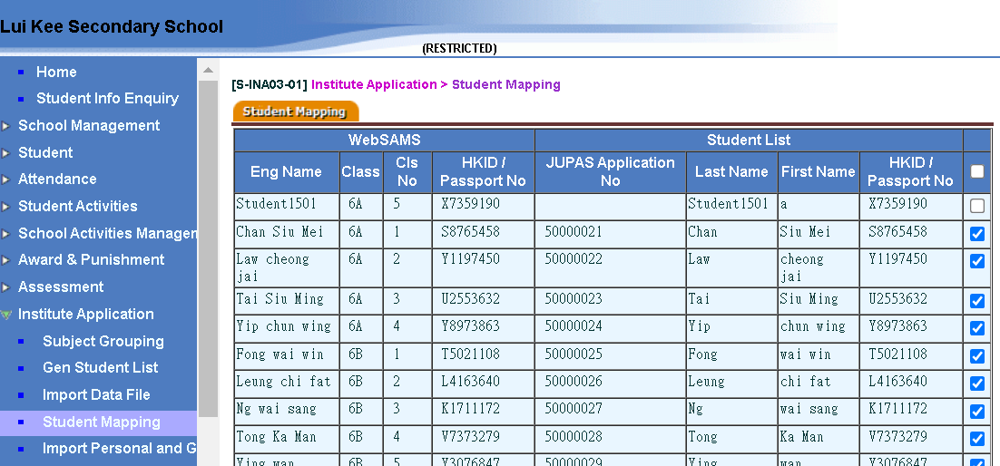 Lui Kee Secondary School
(RESTRICTED)
Home
Student Info Enquiry
School Management
Student
Attendance
Student Activities
School Activities Managem
Award & Punishment
Assessment
Institute Application
Subject Grouping
Gen Student List
Import Data File
Student Mapping
Import Personal and G
[S-INA03-01] Institute Application > Student Mapping
Student Mapping
WebSAMS Student List
Eng Name Class Cls No HKID / Passport No JUPAS Application No Last Name First Name HKID / Passport No
Student1501 6A 5 X7359190 Student1501 a X7359190
Chan Siu Mei 6A 1 S8765458 50000021 Chan Siu Mei S8765458
Law cheong jai 6A 2 Y1197450 50000022 Law cheong jai Y1197450
Tai Siu Ming 6A 3 U2553632 50000023 Tai Siu Ming U2553632
Yip chun wing 6A 4 Y8973863 50000024 Yip chun wing Y8973863
Fong wai win 6B 1 T5021108 50000025 Fong wai win T5021108
Leung chi fat 6B 2 L4163640 50000026 Leung chi fat L4163640
Ng wai sang 6B 3 K1711172 50000027 Ng wai sang K1711172
Tong Ka Man 6B 4 V7373279 50000028 Tong Ka Man V7373279
Ying wan 6B 5 Y3076847 50000029 Ying wan Y3076847